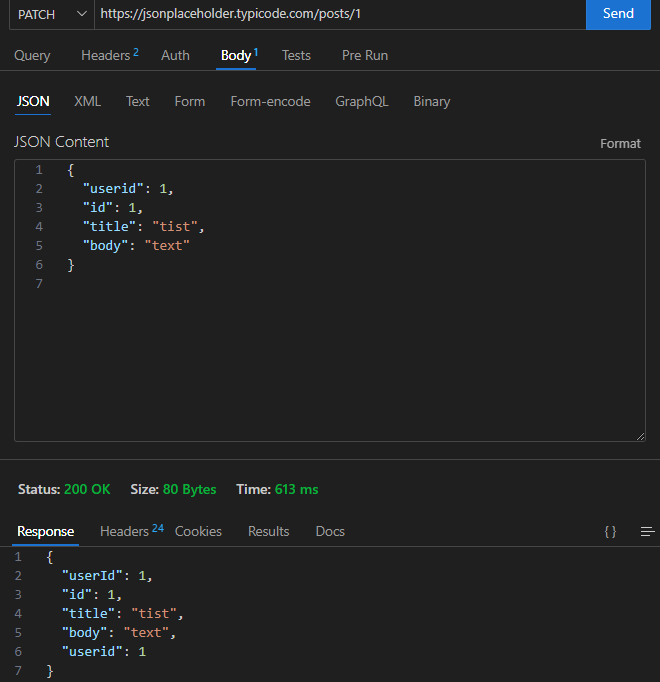 PATCH https://jsonplaceholder.typicode.com/posts/1 Send
Query Headers 2 Auth Body 1 Tests Pre Run
JSON XML Text Form Form-encode GraphQL Binary
JSON Content Format
1 {
2 "userid": 1,
3 "id": 1,
4 "title": "tist",
5 "body": "text"
6 }
7
Status: 200 OK Size: 80 Bytes Time: 613 ms
Response Headers 24 Cookies Results Docs { }
1 {
2 "userId": 1,
3 "id": 1,
4 "title": "tist",
5 "body": "text",
6 "userid": 1
7 }